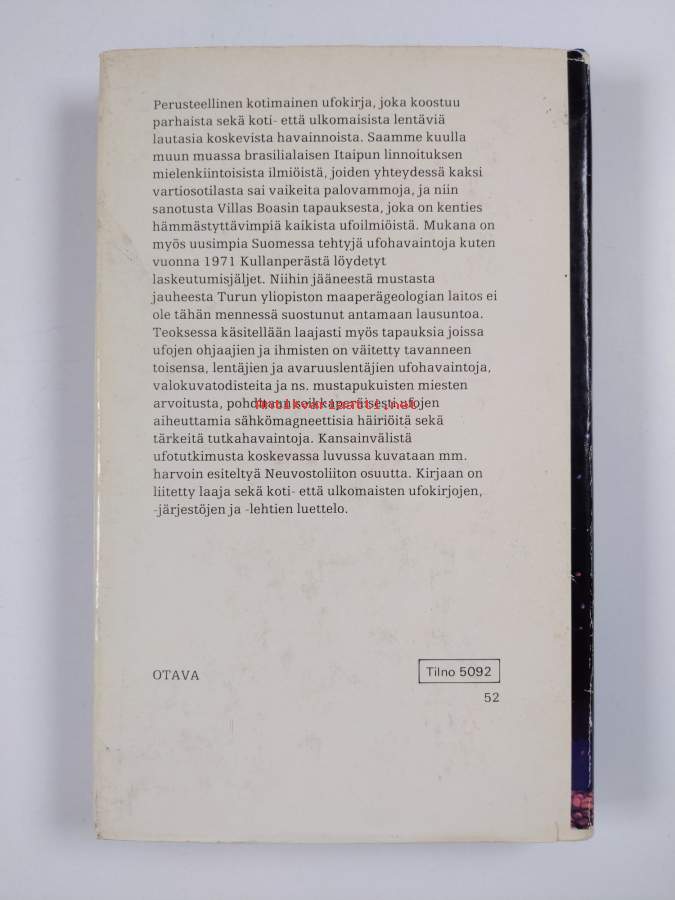 Perusteellinen kotimainen ufokirja, joka koostuu
parhaista sekä koti- että ulkomaisista lentäviä
lautasia koskevista havainnoista. Saamme kuulla
muun muassa brasilialaisen Itaipun linnoituksen
mielenkiintoisista ilmiöistä, joiden yhteydessä kaksi
vartiosotilasta sai vaikeita palovammoja, ja niin
sanotusta Villas Boasin tapauksesta, joka on kenties
hämmästyttävimpiä kaikista ufoilmiöistä. Mukana on
myös uusimpia Suomessa tehtyjä ufohavaintoja kuten
vuonna 1971 Kullanperästä löydetyt
laskeutumisjäljet. Niihin jääneestä mustasta
jauheesta Turun yliopiston maaperägeologian laitos ei
ole tähän mennessä suostunut antamaan lausuntoa.
Teoksessa käsitellään laajasti myös tapauksia joissa
ufojen ohjaajien ja ihmisten on väitetty tavanneen
toisensa, lentäjien ja avaruuslentäjien ufohavaintoja,
valokuvatodisteita ja ns. mustapukuisten miesten
arvoitusta, pohditaan seikkaperäisesti ufojen
Antikvariaatti.net
aiheuttamia sähkömagneettisia häiriöitä sekä
tärkeitä tutkahavaintoja. Kansainvälistä
ufotutkimusta koskevassa luvussa kuvataan mm.
harvoin esiteltyä Neuvostoliiton osuutta. Kirjaan on
liitetty laaja sekä koti- että ulkomaisten ufokirjojen,
-järjestöjen ja -lehtien luettelo.
OTAVA
Tilno 5092
52